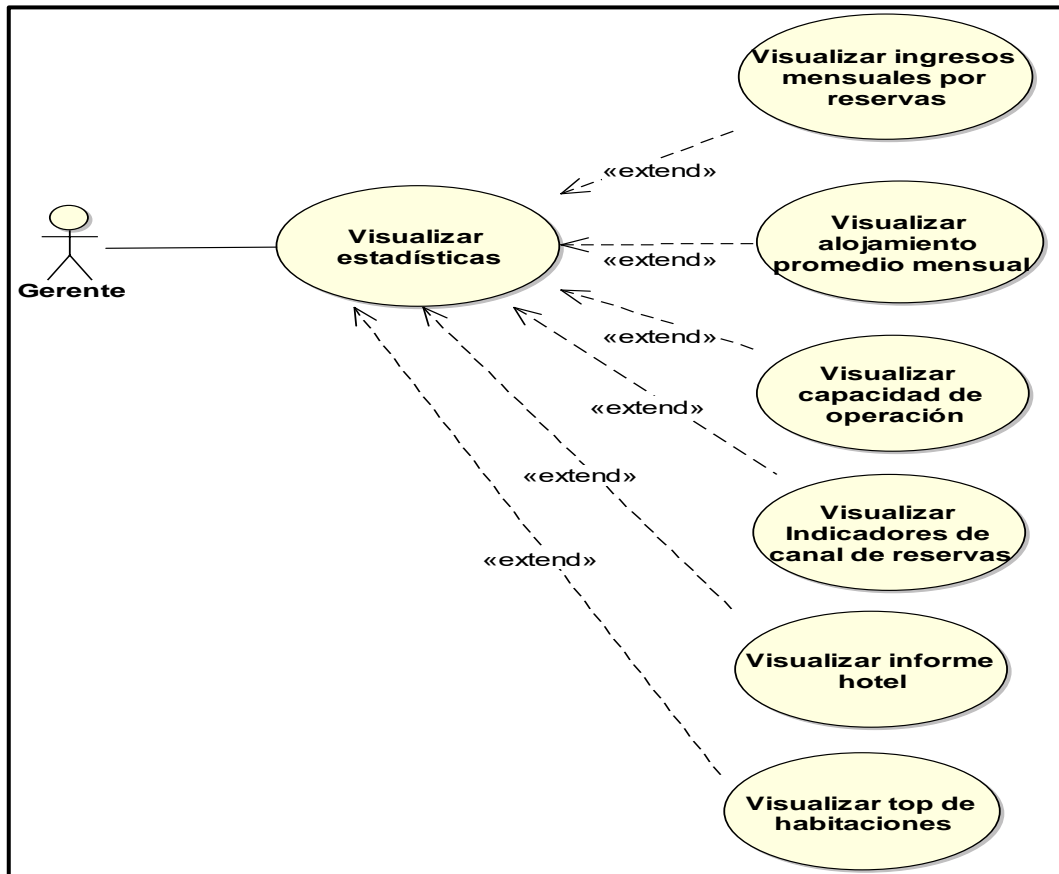 Visualizar ingresos
mensuales por
reservas
«extend»
Visualizar
estadísticas
Gerente
Visualizar
alojamiento
promedio mensual
«extend»
Visualizar
capacidad de
operación
«extend»
Visualizar
Indicadores de
canal de reservas
«extend»
Visualizar informe
hotel
«extend»
Visualizar top de
habitaciones
«extend»